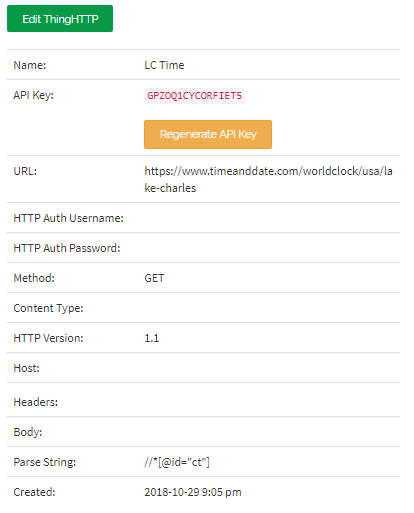 Edit ThingHTTP
Name: LC Time
API Key: GPZOQ1CYCORFIET5
Regenerate API Key
URL: https://www.timeanddate.com/worldclock/usa/la
ke-charles
HTTP Auth Username:
HTTP Auth Password:
Method: GET
Content Type:
HTTP Version: 1.1
Host:
Headers:
Body:
Parse String: //*[@id="ct"]
Created: 2018-10-29 9:05 pm